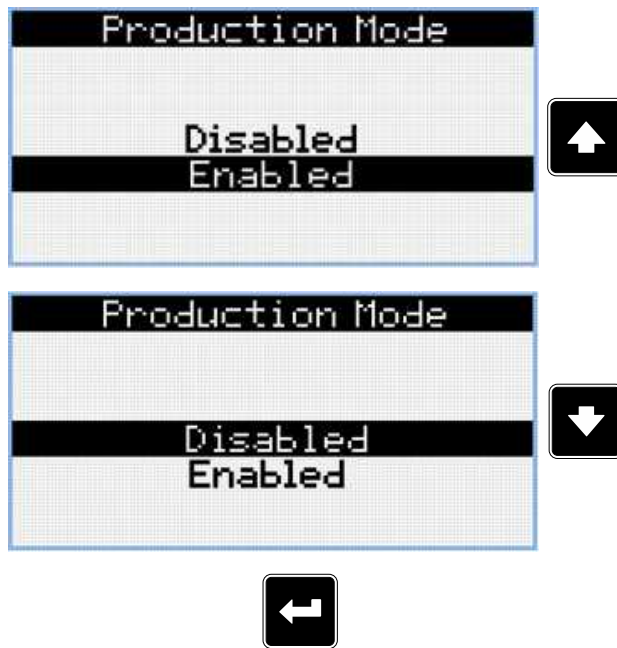 Production Mode
Disabled
Enabled
Production Mode
Disabled
Enabled